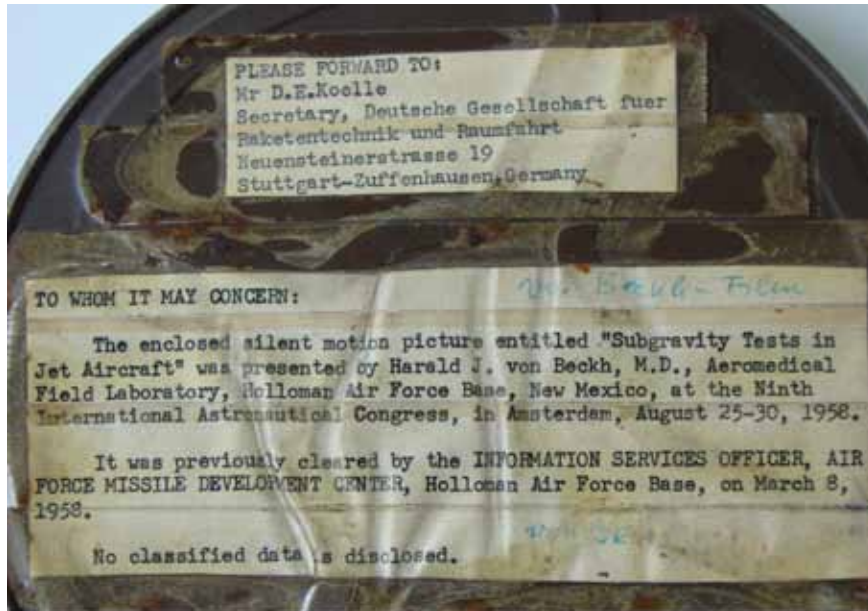 PLEASE FORWARD TO:
Mr D.E.Koelle
Secretary, Deutsche Gesellschaft fuer
Raketentechnik und Raumfahrt
Neuensteinerstrasse 19
Stuttgart-Zuffenhausen,Germany
TO WHOM IT MAY CONCERN:
The enclosed silent motion picture entitled "Subgravity Tests in
Jet Aircraft" was presented by Harald J. von Beckh, M.D., Aeromedical
Field Laboratory, Holloman Air Force Base, New Mexico, at the Ninth
International Astronautical Congress, in Amsterdam, August 25-30, 1958.
It was previously cleared by the INFORMATION SERVICES OFFICER, AIR
FORCE MISSILE DEVELOPMENT CENTER, Holloman Air Force Base, on March 8,
1958.
No classified data is disclosed.